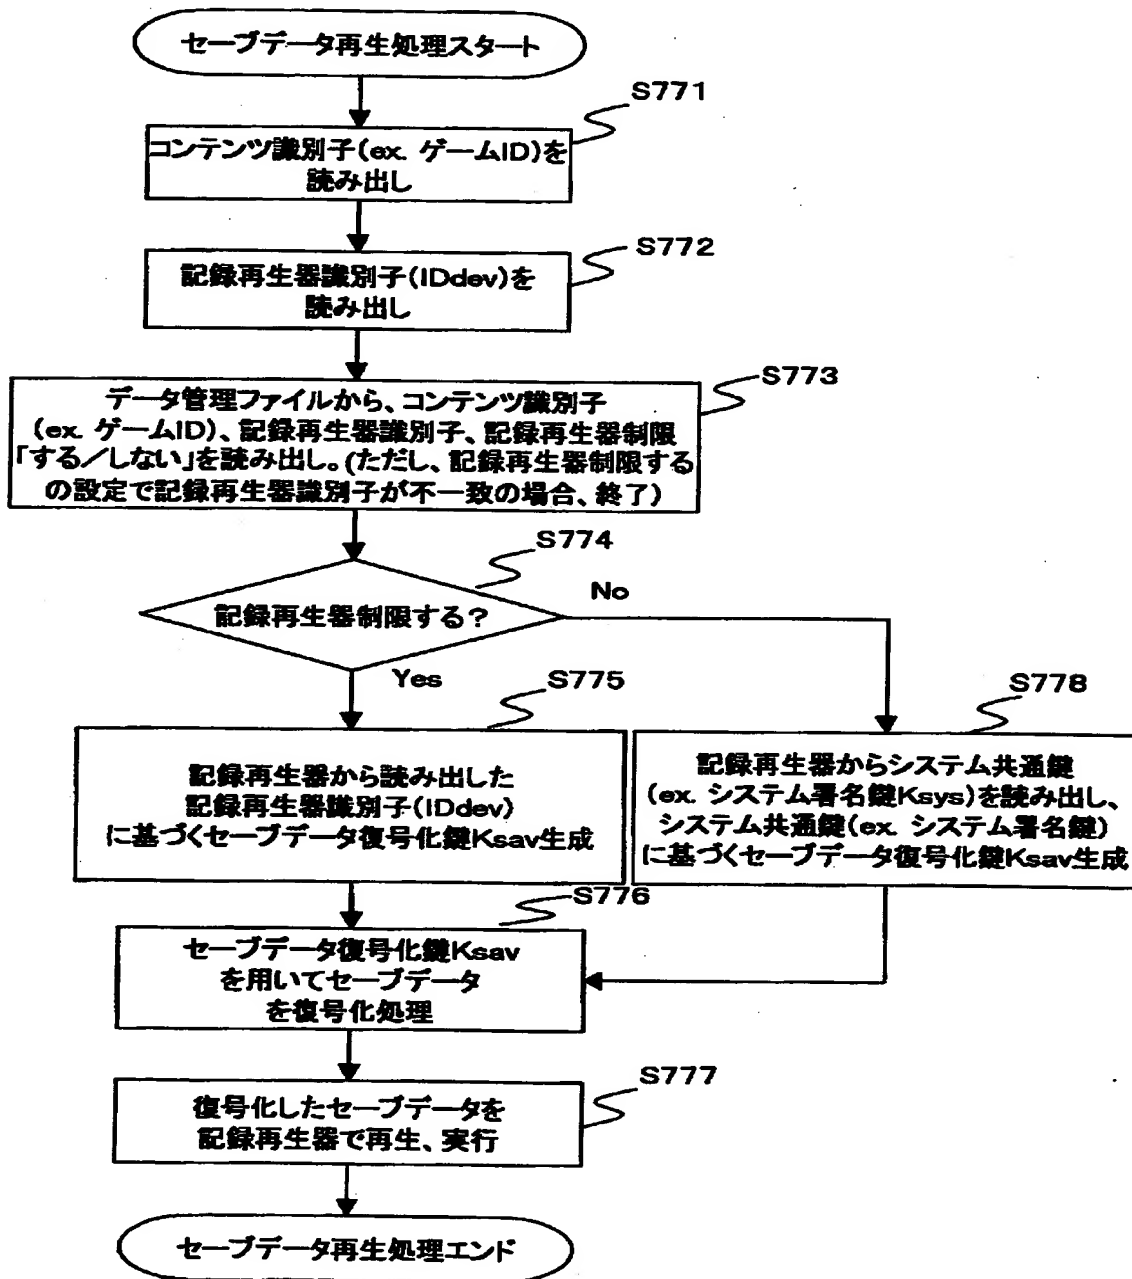 セーブデータ再生処理スタート
S771
コンテンツ識別子(ex. ゲームID)を
読み出し
S772
記録再生器識別子(IDdev)を
読み出し
S773
データ管理ファイルから、コンテンツ識別子
(ex. ゲームID)、記録再生器識別子、記録再生器制限
「する/しない」を読み出し。(ただし、記録再生器制限する
の設定で記録再生器識別子が不一致の場合、終了)
S774
記録再生器制限する?
No
Yes
S775
記録再生器から読み出した
記録再生器識別子(IDdev)
に基づくセーブデータ復号化鍵Ksav生成
S778
記録再生器からシステム共通鍵
(ex. システム署名鍵Ksys)を読み出し、
システム共通鍵(ex. システム署名鍵)
に基づくセーブデータ復号化鍵Ksav生成
S776
セーブデータ復号化鍵Ksav
を用いてセーブデータ
を復号化処理
S777
復号化したセーブデータを
記録再生器で再生、実行
セーブデータ再生処理エンド